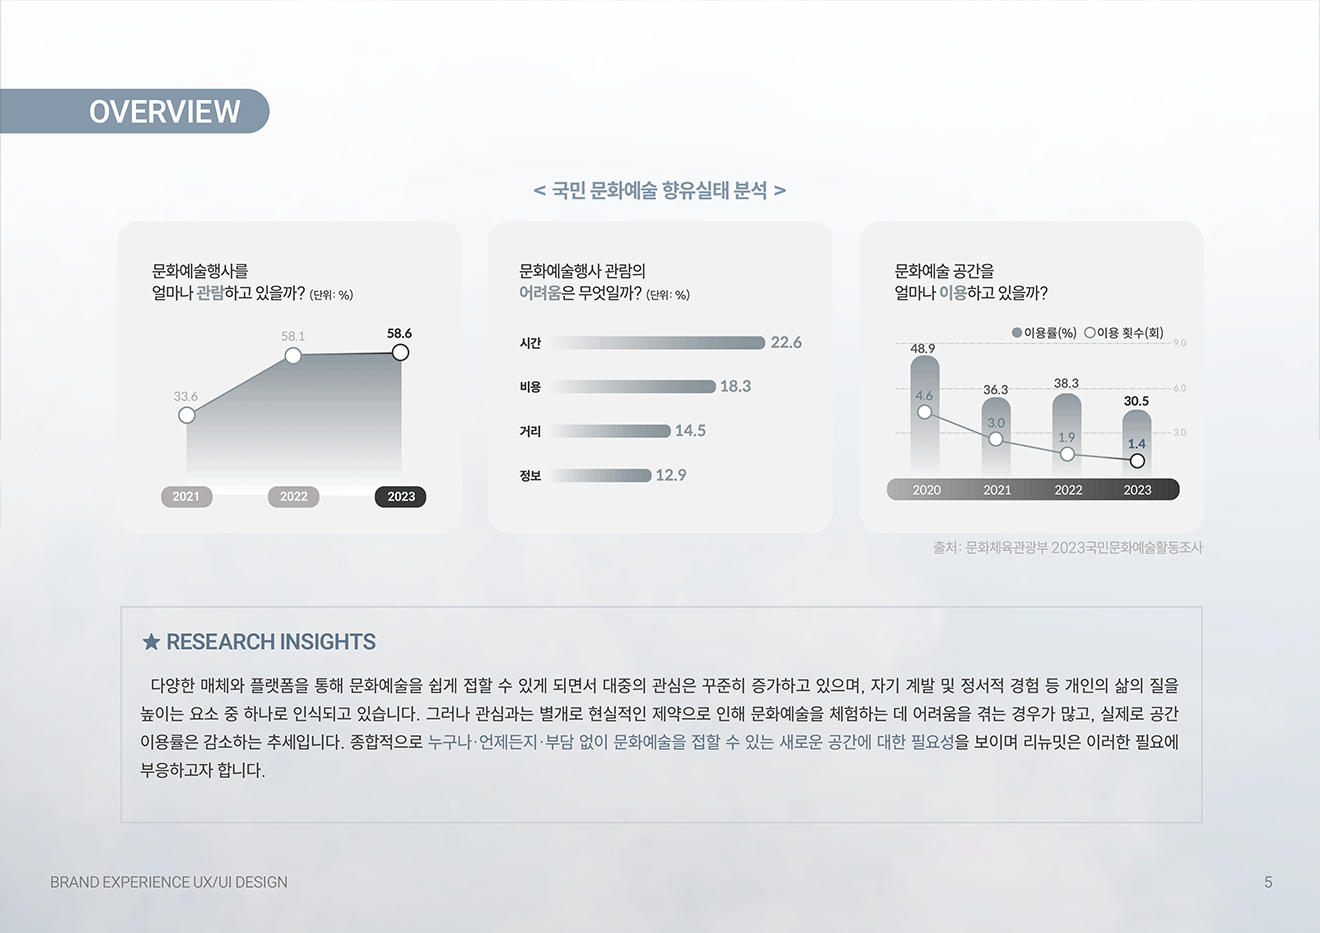 OVERVIEW
< 국민 문화예술 향유실태 분석 >
문화예술행사를
얼마나 관람하고 있을까? (단위: %)
33.6
58.1
58.6
2021
2022
2023
문화예술행사 관람의
어려움은 무엇일까? (단위: %)
시간 22.6
비용 18.3
거리 14.5
정보 12.9
문화예술 공간을
얼마나 이용하고 있을까?
이용률(%) 이용 횟수(회)
9.0
6.0
3.0
48.9
36.3
38.3
30.5
4.6
3.0
1.9
1.4
2020
2021
2022
2023
출처: 문화체육관광부 2023국민문화예술활동조사
★ RESEARCH INSIGHTS
다양한 매체와 플랫폼을 통해 문화예술을 쉽게 접할 수 있게 되면서 대중의 관심은 꾸준히 증가하고 있으며, 자기 계발 및 정서적 경험 등 개인의 삶의 질을
높이는 요소 중 하나로 인식되고 있습니다. 그러나 관심과는 별개로 현실적인 제약으로 인해 문화예술을 체험하는 데 어려움을 겪는 경우가 많고, 실제로 공간
이용률은 감소하는 추세입니다. 종합적으로 누구나·언제든지·부담 없이 문화예술을 접할 수 있는 새로운 공간에 대한 필요성을 보이며 리뉴밋은 이러한 필요에
부응하고자 합니다.
BRAND EXPERIENCE UX/UI DESIGN
5